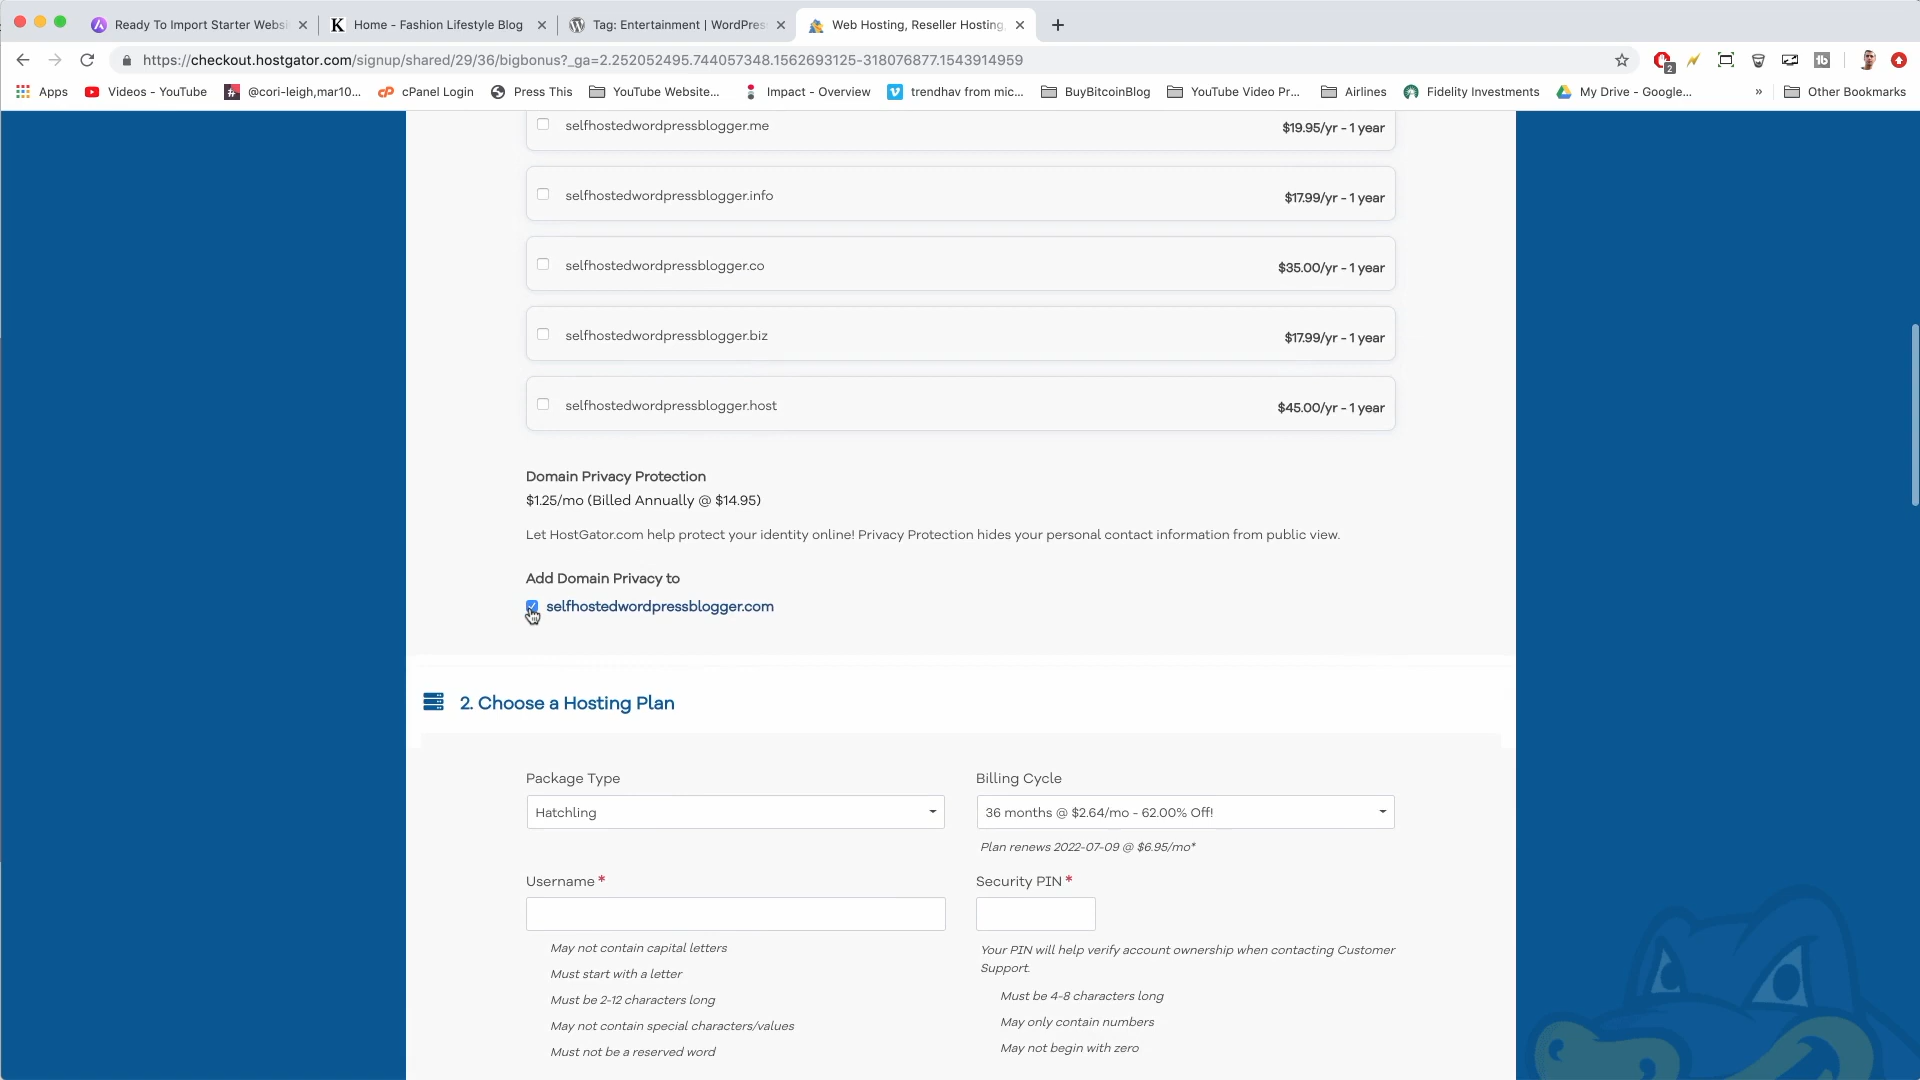 Ready To Import Starter Websi
Home - Fashion Lifestyle Blog
Tag: Entertainment | WordPres
Web Hosting, Reseller Hosting,
https://checkout.hostgator.com/signup/shared/29/36/bigbonus?_ga=2.252052495.744057348.1562693125-318076877.1543914959
2
Apps
Videos - YouTube
@cori-leigh,mar10...
cPanel Login
Press This
YouTube Website...
Impact - Overview
trendhav from mic...
BuyBitcoinBlog
YouTube Video Pr...
Airlines
Fidelity Investments
My Drive - Google...
»
Other Bookmarks
selfhostedwordpressblogger.me
$19.95/yr - 1 year
selfhostedwordpressblogger.info
$17.99/yr - 1 year
selfhostedwordpressblogger.co
$35.00/yr - 1 year
selfhostedwordpressblogger.biz
$17.99/yr - 1 year
selfhostedwordpressblogger.host
$45.00/yr - 1 year
Domain Privacy Protection
$1.25/mo (Billed Annually @ $14.95)
Let HostGator.com help protect your identity online! Privacy Protection hides your personal contact information from public view.
Add Domain Privacy to
selfhostedwordpressblogger.com
2. Choose a Hosting Plan
Package Type
Hatchling
Billing Cycle
36 months @ $2.64/mo - 62.00% Off!
Plan renews 2022-07-09 @ $6.95/mo*
Username *
May not contain capital letters
Must start with a letter
Must be 2-12 characters long
May not contain special characters/values
Must not be a reserved word
Security PIN *
Your PIN will help verify account ownership when contacting Customer
Support.
Must be 4-8 characters long
May only contain numbers
May not begin with zero